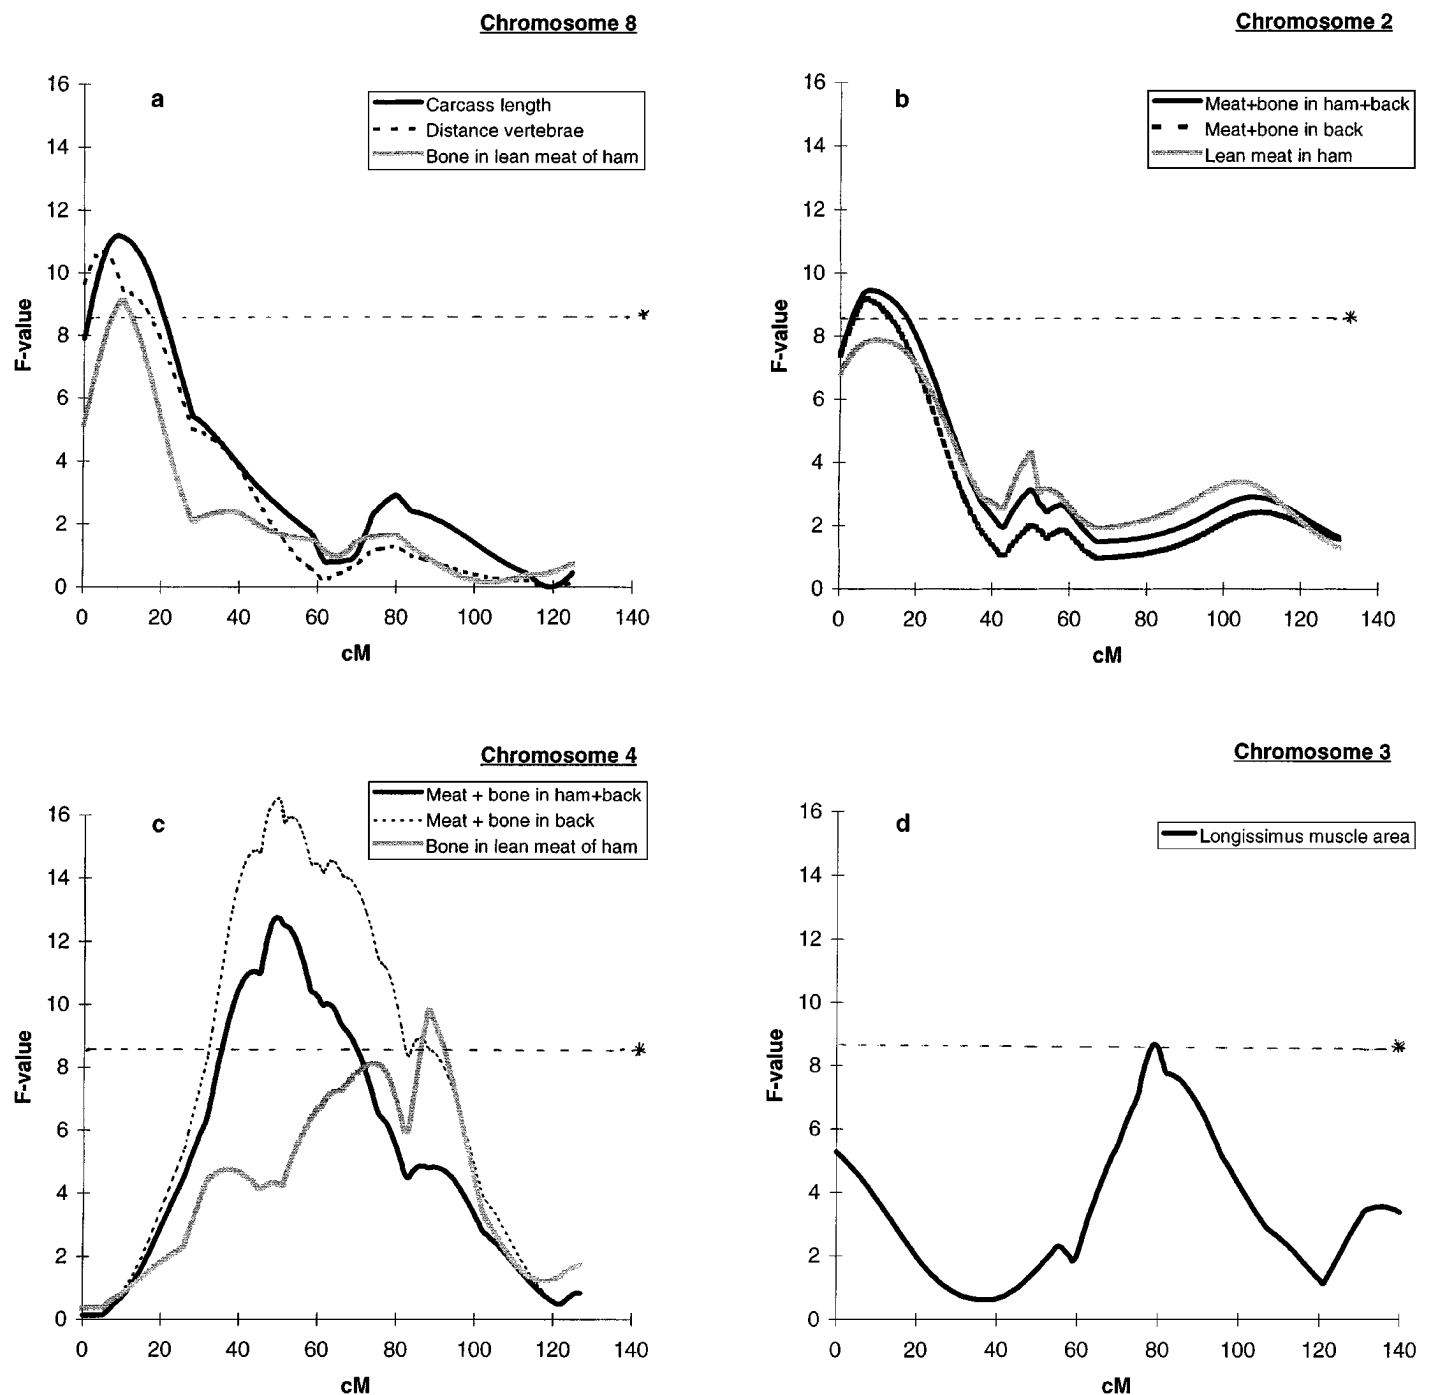 Chromosome 8
a
Carcass length
Distance vertebrae
Bone in lean meat of ham
16
14
12
10
8
6
4
2
0
F-value
*
0 20 40 60 80 100 120 140
cM
Chromosome 2
b
Meat+bone in ham+back
Meat+bone in back
Lean meat in ham
16
14
12
10
8
6
4
2
0
F-value
*
0 20 40 60 80 100 120 140
cM
Chromosome 4
c
Meat + bone in ham+back
Meat + bone in back
Bone in lean meat of ham
16
14
12
10
8
6
4
2
0
F-value
*
0 20 40 60 80 100 120 140
cM
Chromosome 3
d
Longissimus muscle area
16
14
12
10
8
6
4
2
0
F-value
*
0 20 40 60 80 100 120 140
cM